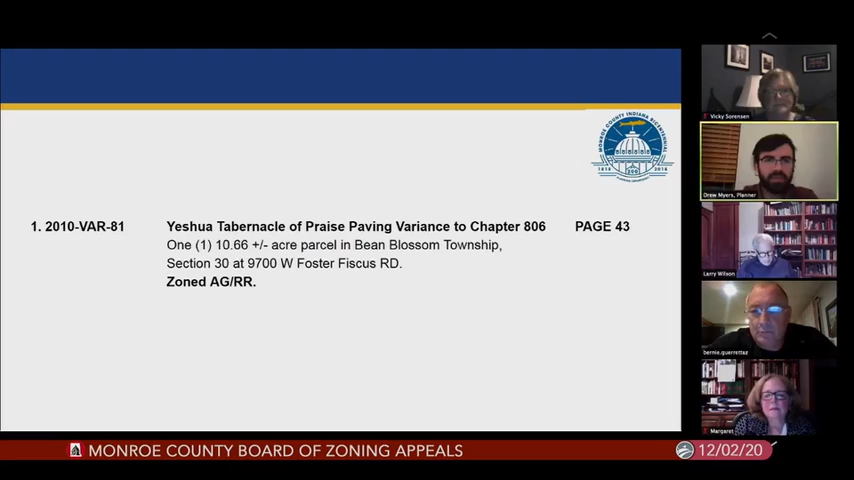 Vicky Sorensen
Drew Myers, Planner
MONROE COUNTY INDIANA BICENTENNIAL
1818
200
2018
1. 2010-VAR-81 Yeshua Tabernacle of Praise Paving Variance to Chapter 806 PAGE 43
One (1) 10.66 +/- acre parcel in Bean Blossom Township,
Section 30 at 9700 W Foster Fiscus RD.
Zoned AG/RR.
Larry Wilson
bernie.guerrettaz
Margaret
MONROE COUNTY BOARD OF ZONING APPEALS
12/02/20